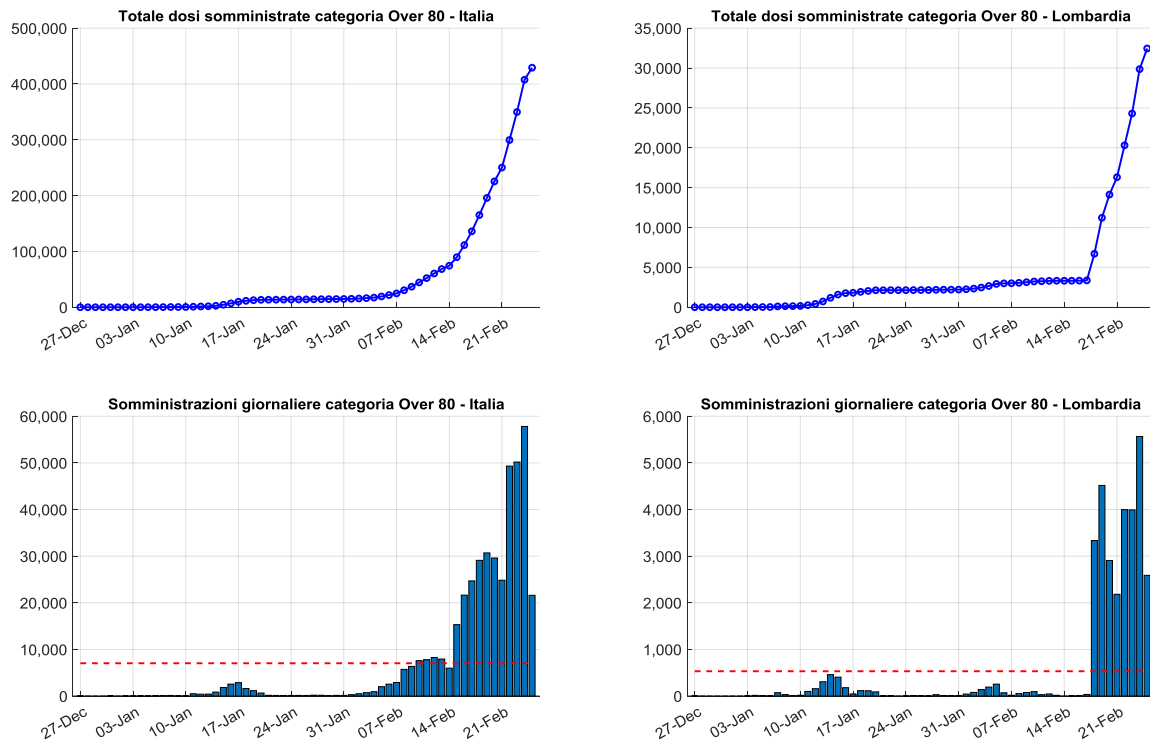 Totale dosi somministrate categoria Over 80 - Italia
500,000
400,000
300,000
200,000
100,000
0
27-Dec
03-Jan
10-Jan
17-Jan
24-Jan
31-Jan
07-Feb
14-Feb
21-Feb
Totale dosi somministrate categoria Over 80 - Lombardia
35,000
30,000
25,000
20,000
15,000
10,000
5,000
0
27-Dec
03-Jan
10-Jan
17-Jan
24-Jan
31-Jan
07-Feb
14-Feb
21-Feb
Somministrazioni giornaliere categoria Over 80 - Italia
60,000
50,000
40,000
30,000
20,000
10,000
0
27-Dec
03-Jan
10-Jan
17-Jan
24-Jan
31-Jan
07-Feb
14-Feb
21-Feb
Somministrazioni giornaliere categoria Over 80 - Lombardia
6,000
5,000
4,000
3,000
2,000
1,000
0
27-Dec
03-Jan
10-Jan
17-Jan
24-Jan
31-Jan
07-Feb
14-Feb
21-Feb